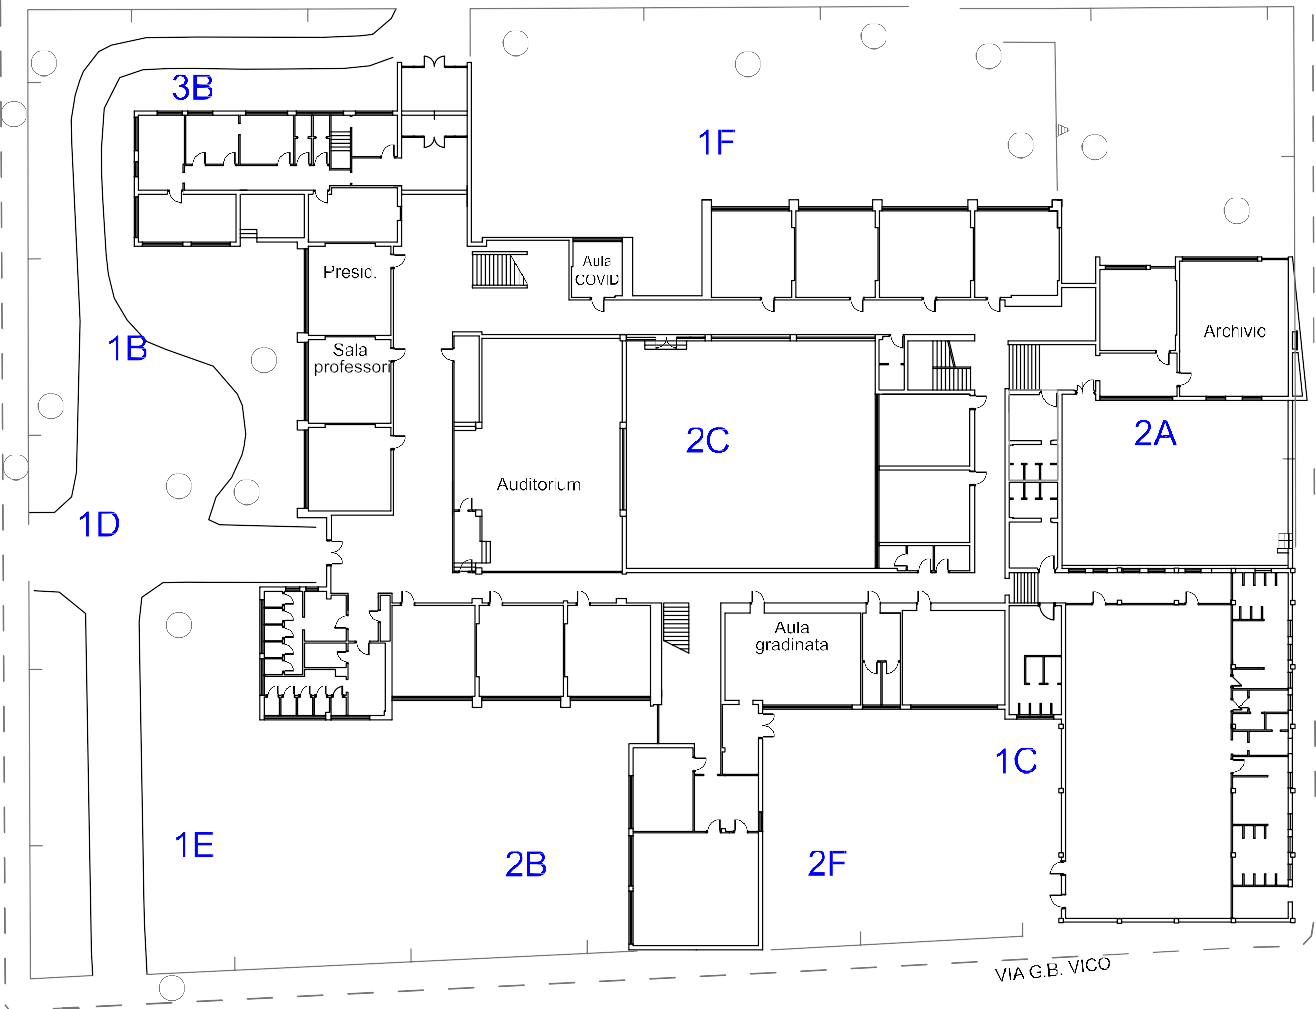 3B
1F
Aula
COVID
Presid.
Archivio
1B
Sala
professori
2A
2C
Auditorium
1D
Aula
gradinata
1C
1E
2B
2F
VIA G.B. VICO